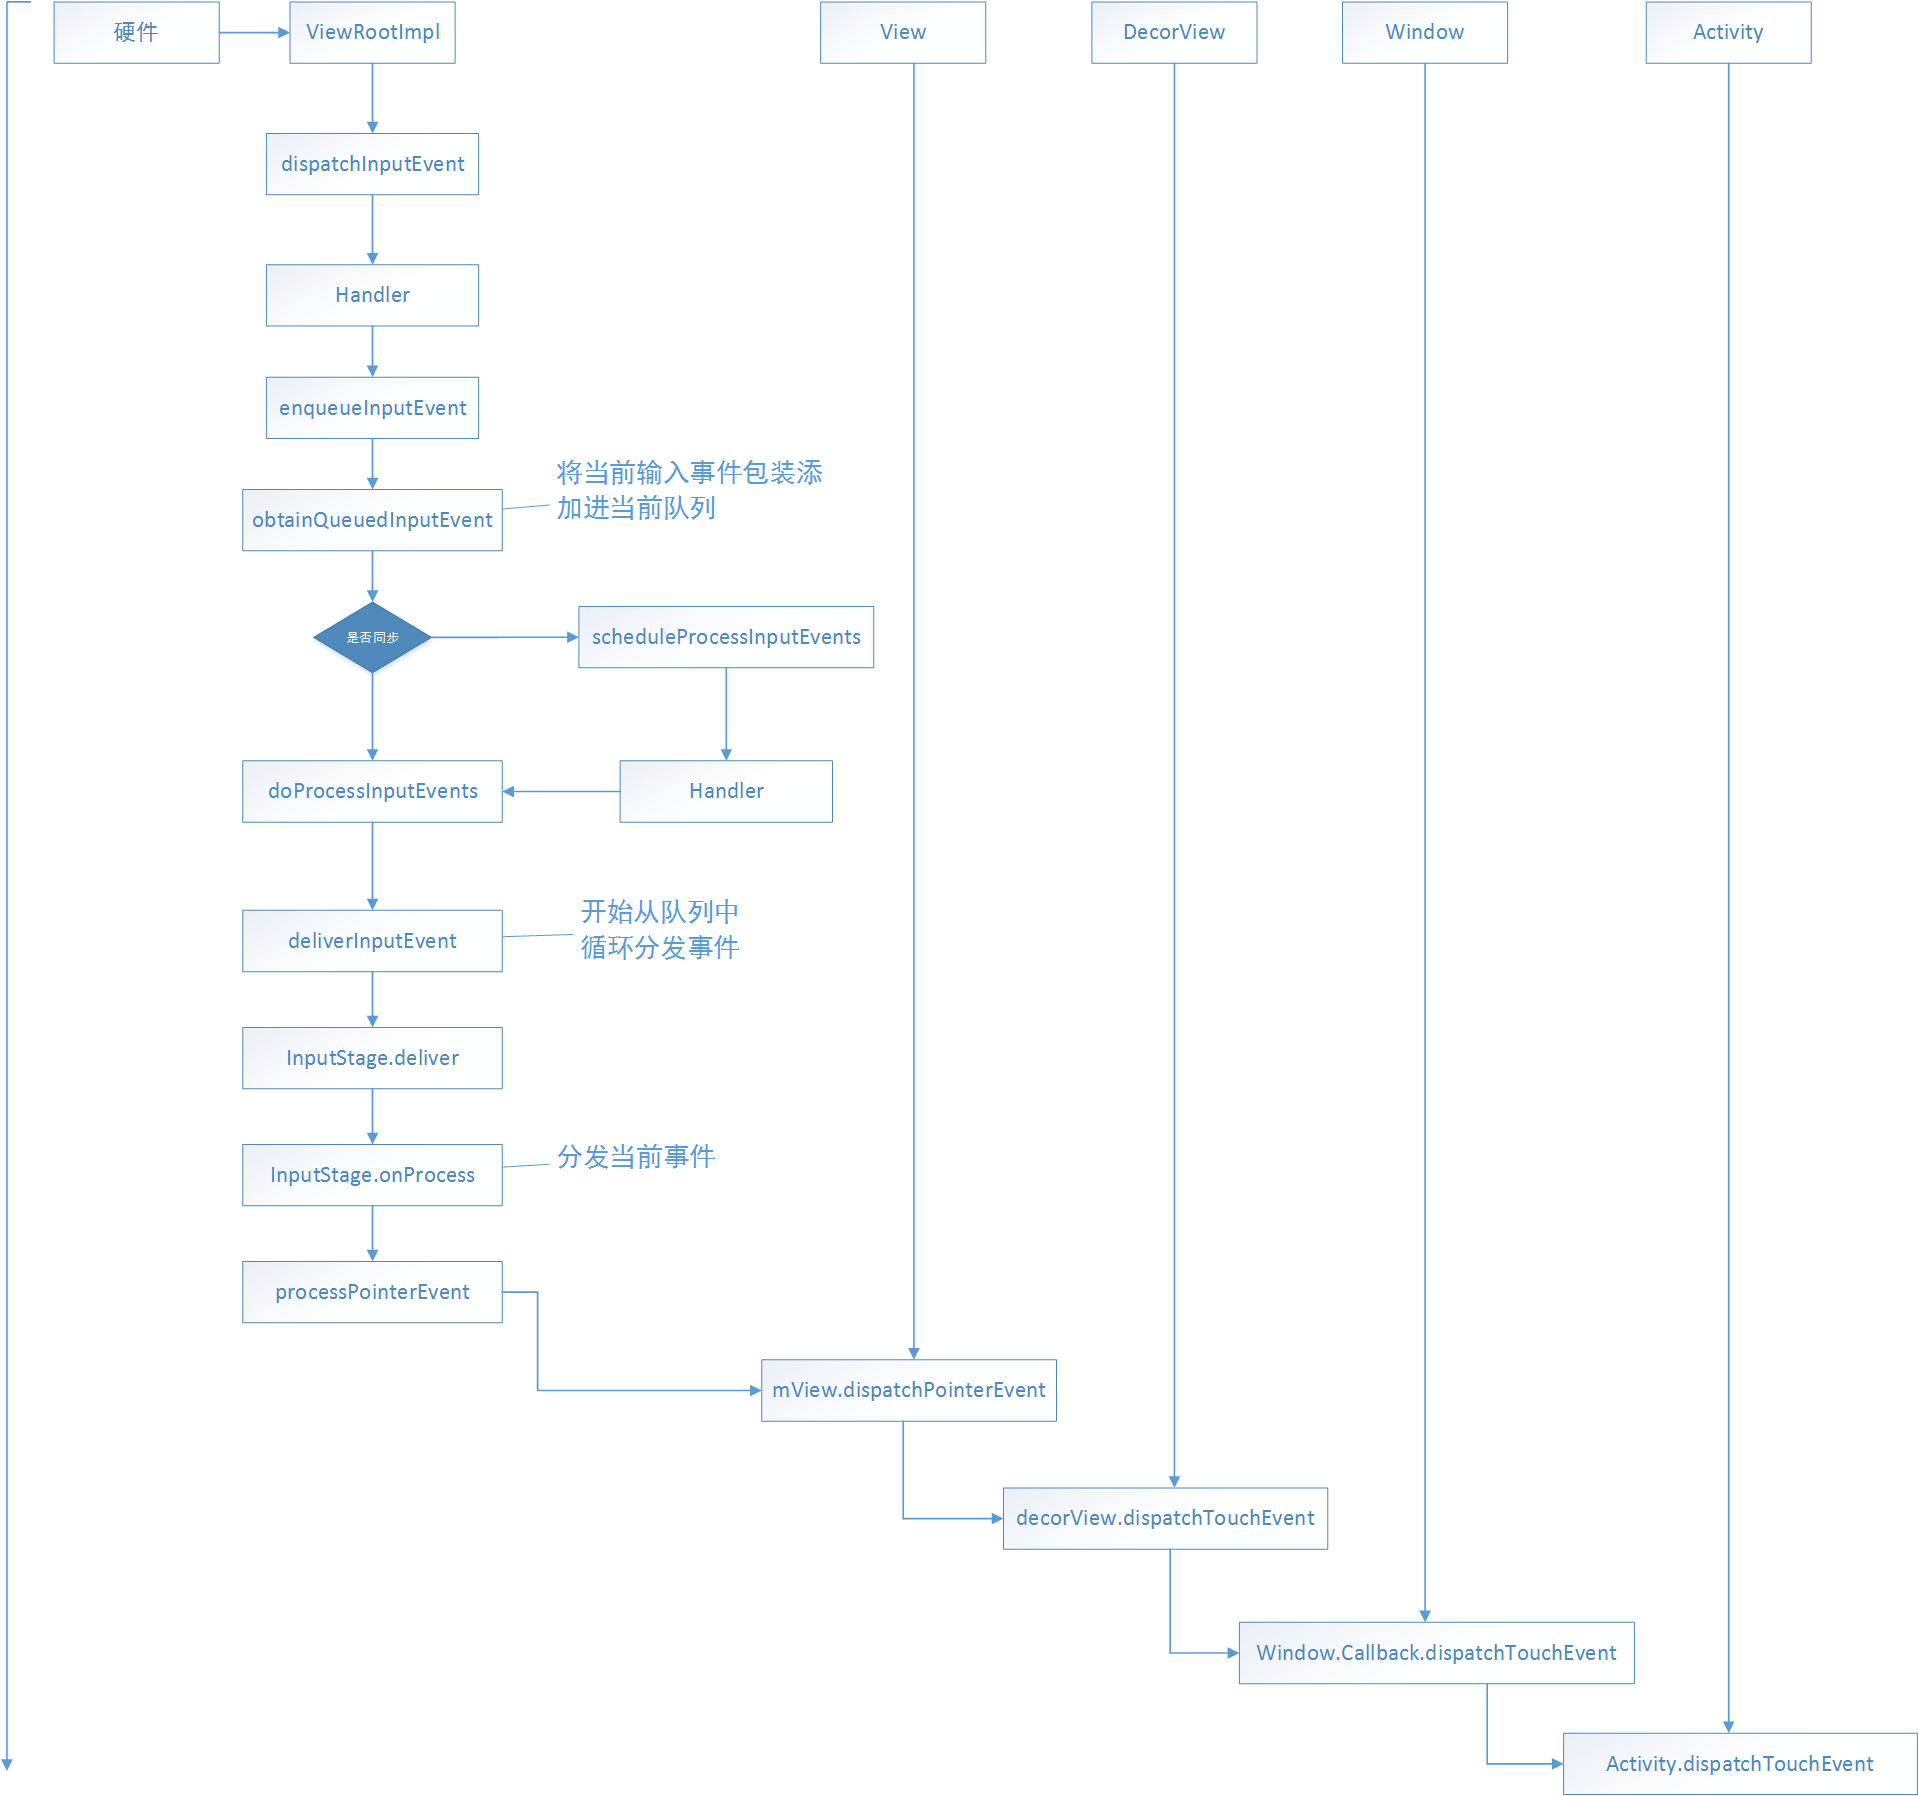 硬件
ViewRootImpl
View
DecorView
Window
Activity
dispatchInputEvent
Handler
enqueueInputEvent
将当前输入事件包装添
加进当前队列
obtainQueuedInputEvent
是否同步
scheduleProcessInputEvents
doProcessInputEvents
Handler
开始从队列中
循环分发事件
deliverInputEvent
InputStage.deliver
分发当前事件
InputStage.onProcess
processPointerEvent
mView.dispatchPointerEvent
decorView.dispatchTouchEvent
Window.Callback.dispatchTouchEvent
Activity.dispatchTouchEvent